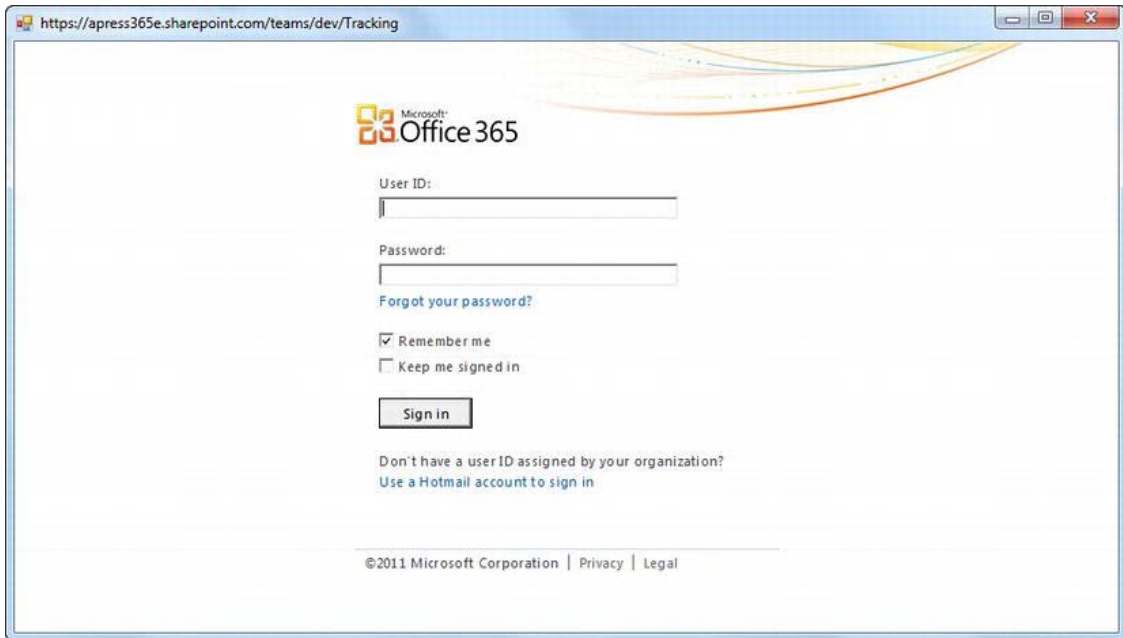 https://apress365e.sharepoint.com/teams/dev/Tracking
Microsoft®
Office 365
User ID:
Password:
Forgot your password?
Remember me
Keep me signed in
Sign in
Don't have a user ID assigned by your organization?
Use a Hotmail account to sign in
©2011 Microsoft Corporation | Privacy | Legal